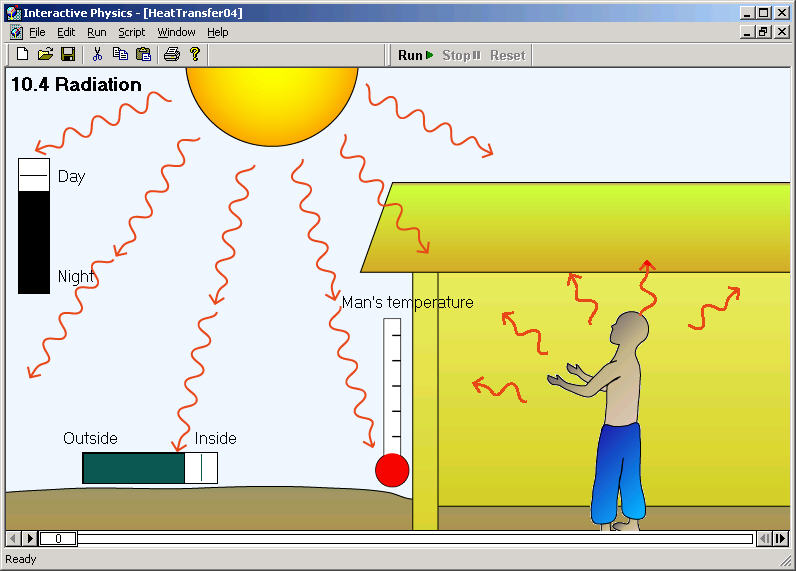 Interactive Physics - [HeatTransfer04]
File Edit Run Script Window Help
Run Stop Reset
10.4 Radiation
Day
Night
Man's temperature
Outside Inside
0
Ready